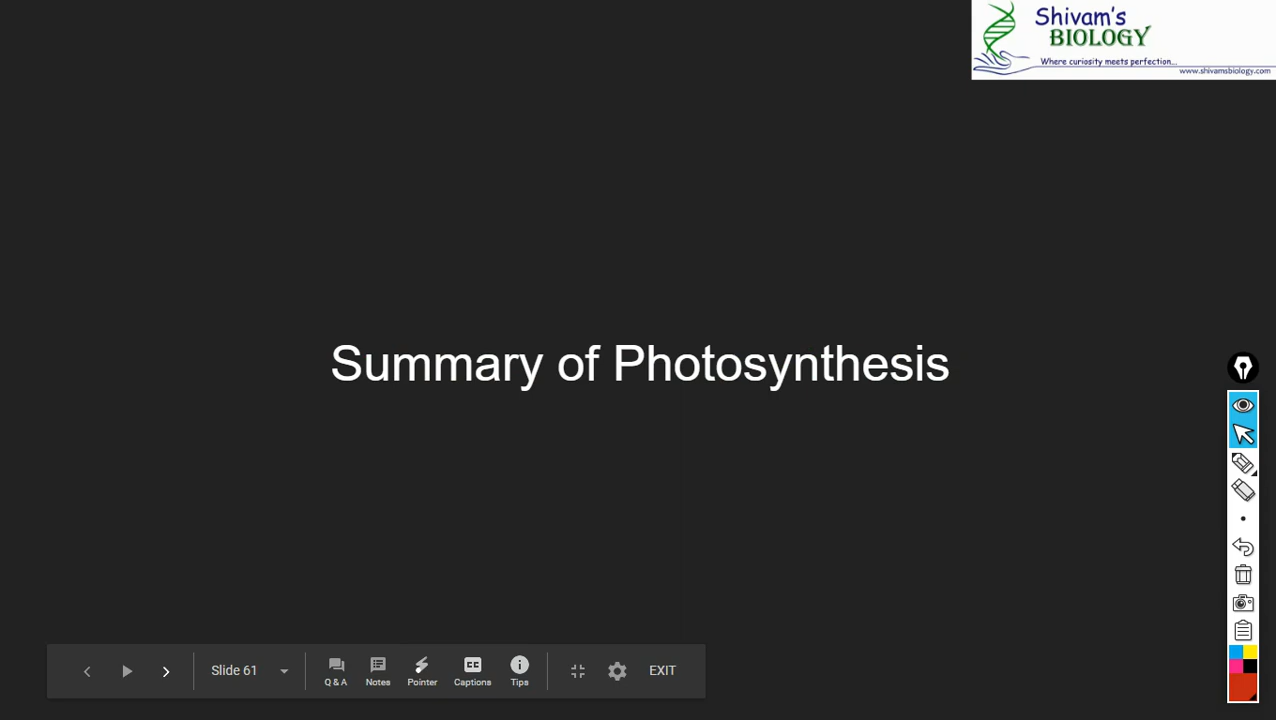 Shivam's
BIOLOGY
Where curiosity meets perfection...
www.shivamsbiology.com
Summary of Photosynthesis
Slide 61
Q & A
Notes
Pointer
CC
Captions
Tips
EXIT